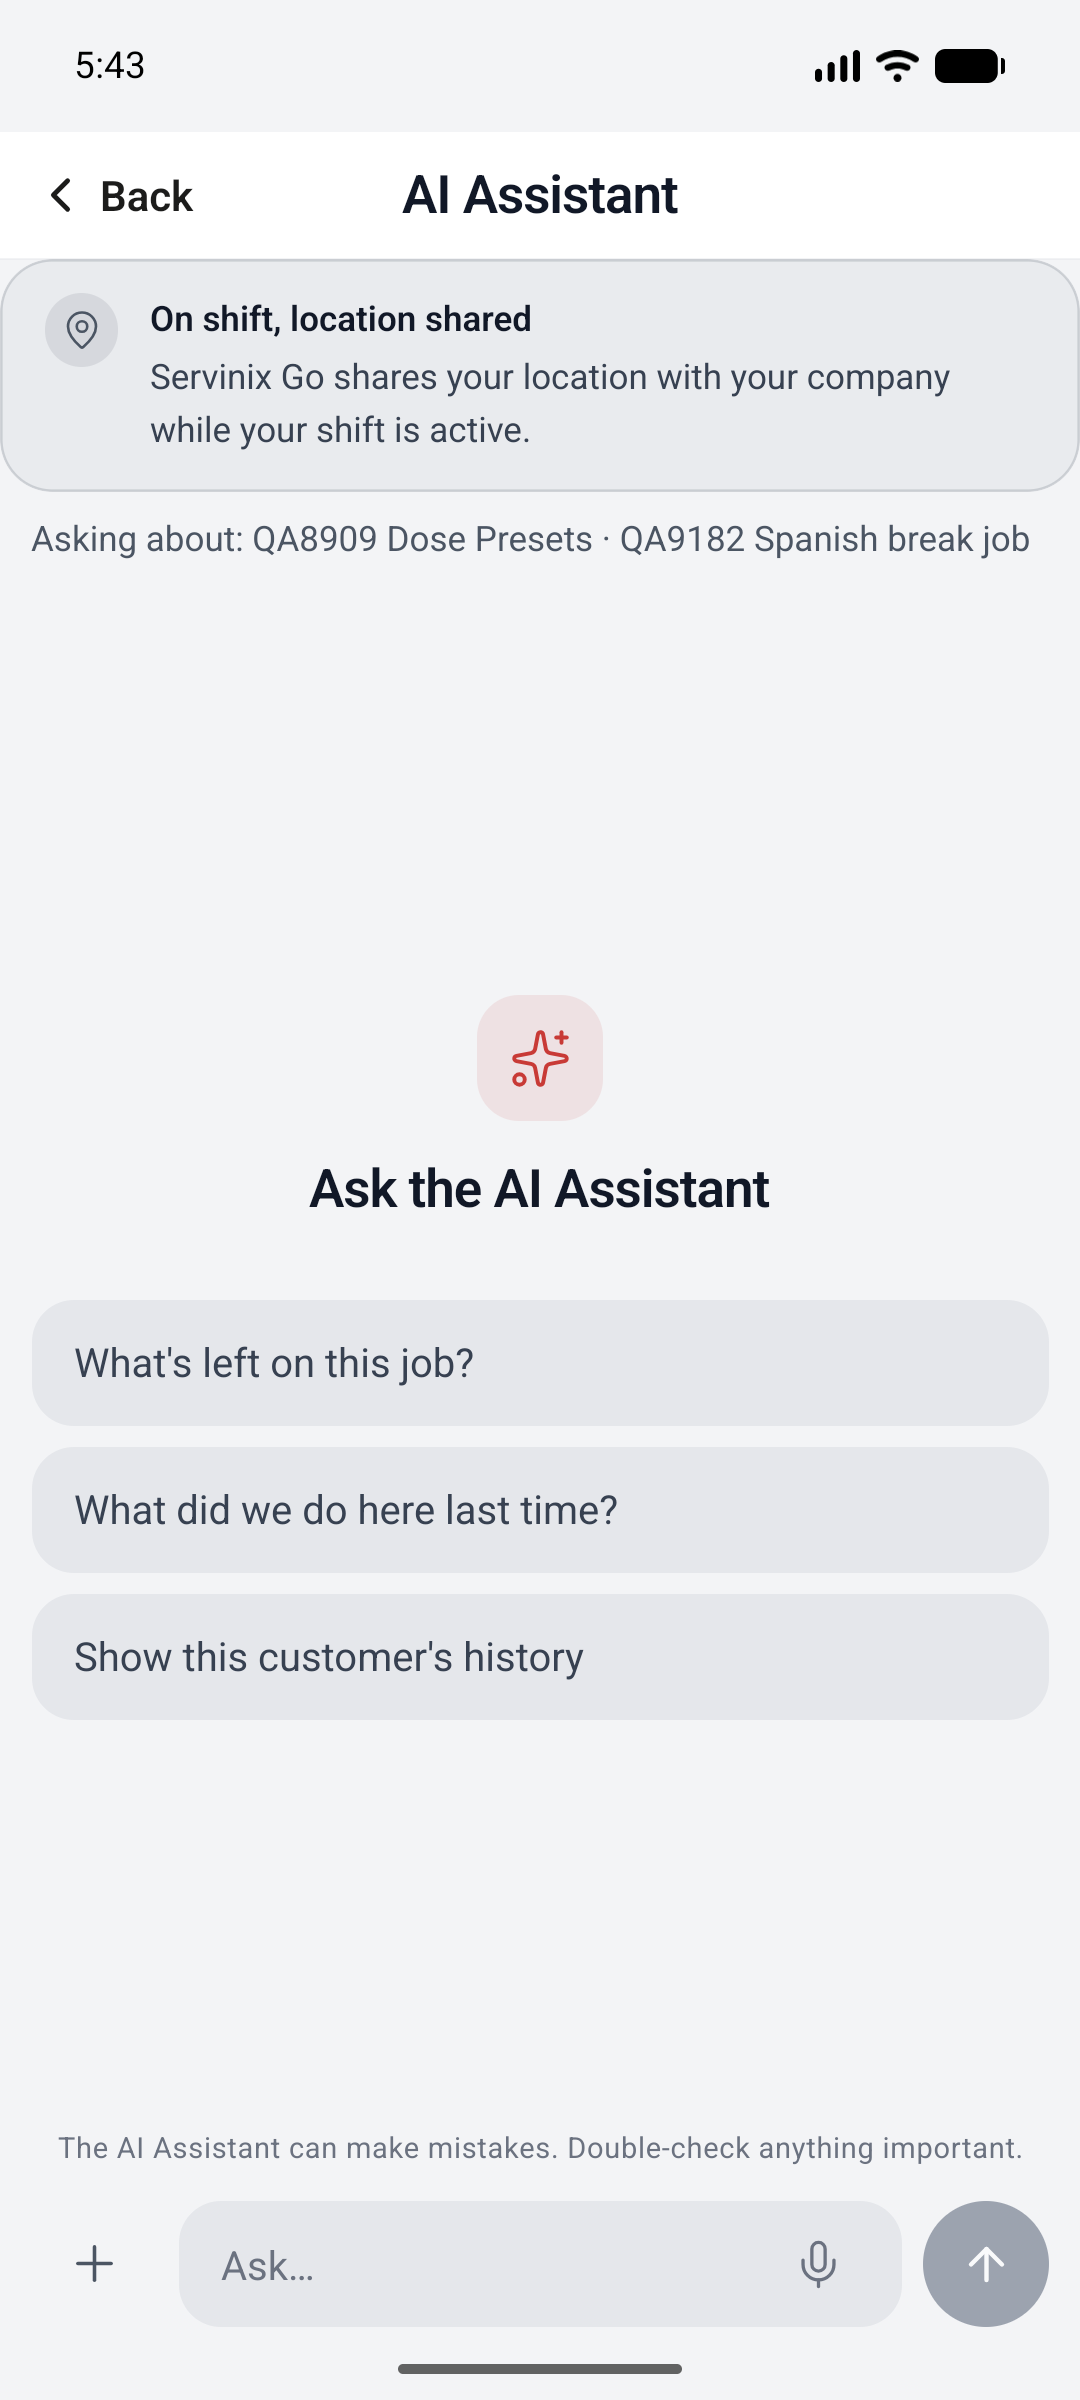 5:43
Back
AI Assistant
On shift, location shared
Servinix Go shares your location with your company
while your shift is active.
Asking about: QA8909 Dose Presets · QA9182 Spanish break job
Ask the AI Assistant
What's left on this job?
What did we do here last time?
Show this customer's history
The AI Assistant can make mistakes. Double-check anything important.
Ask…